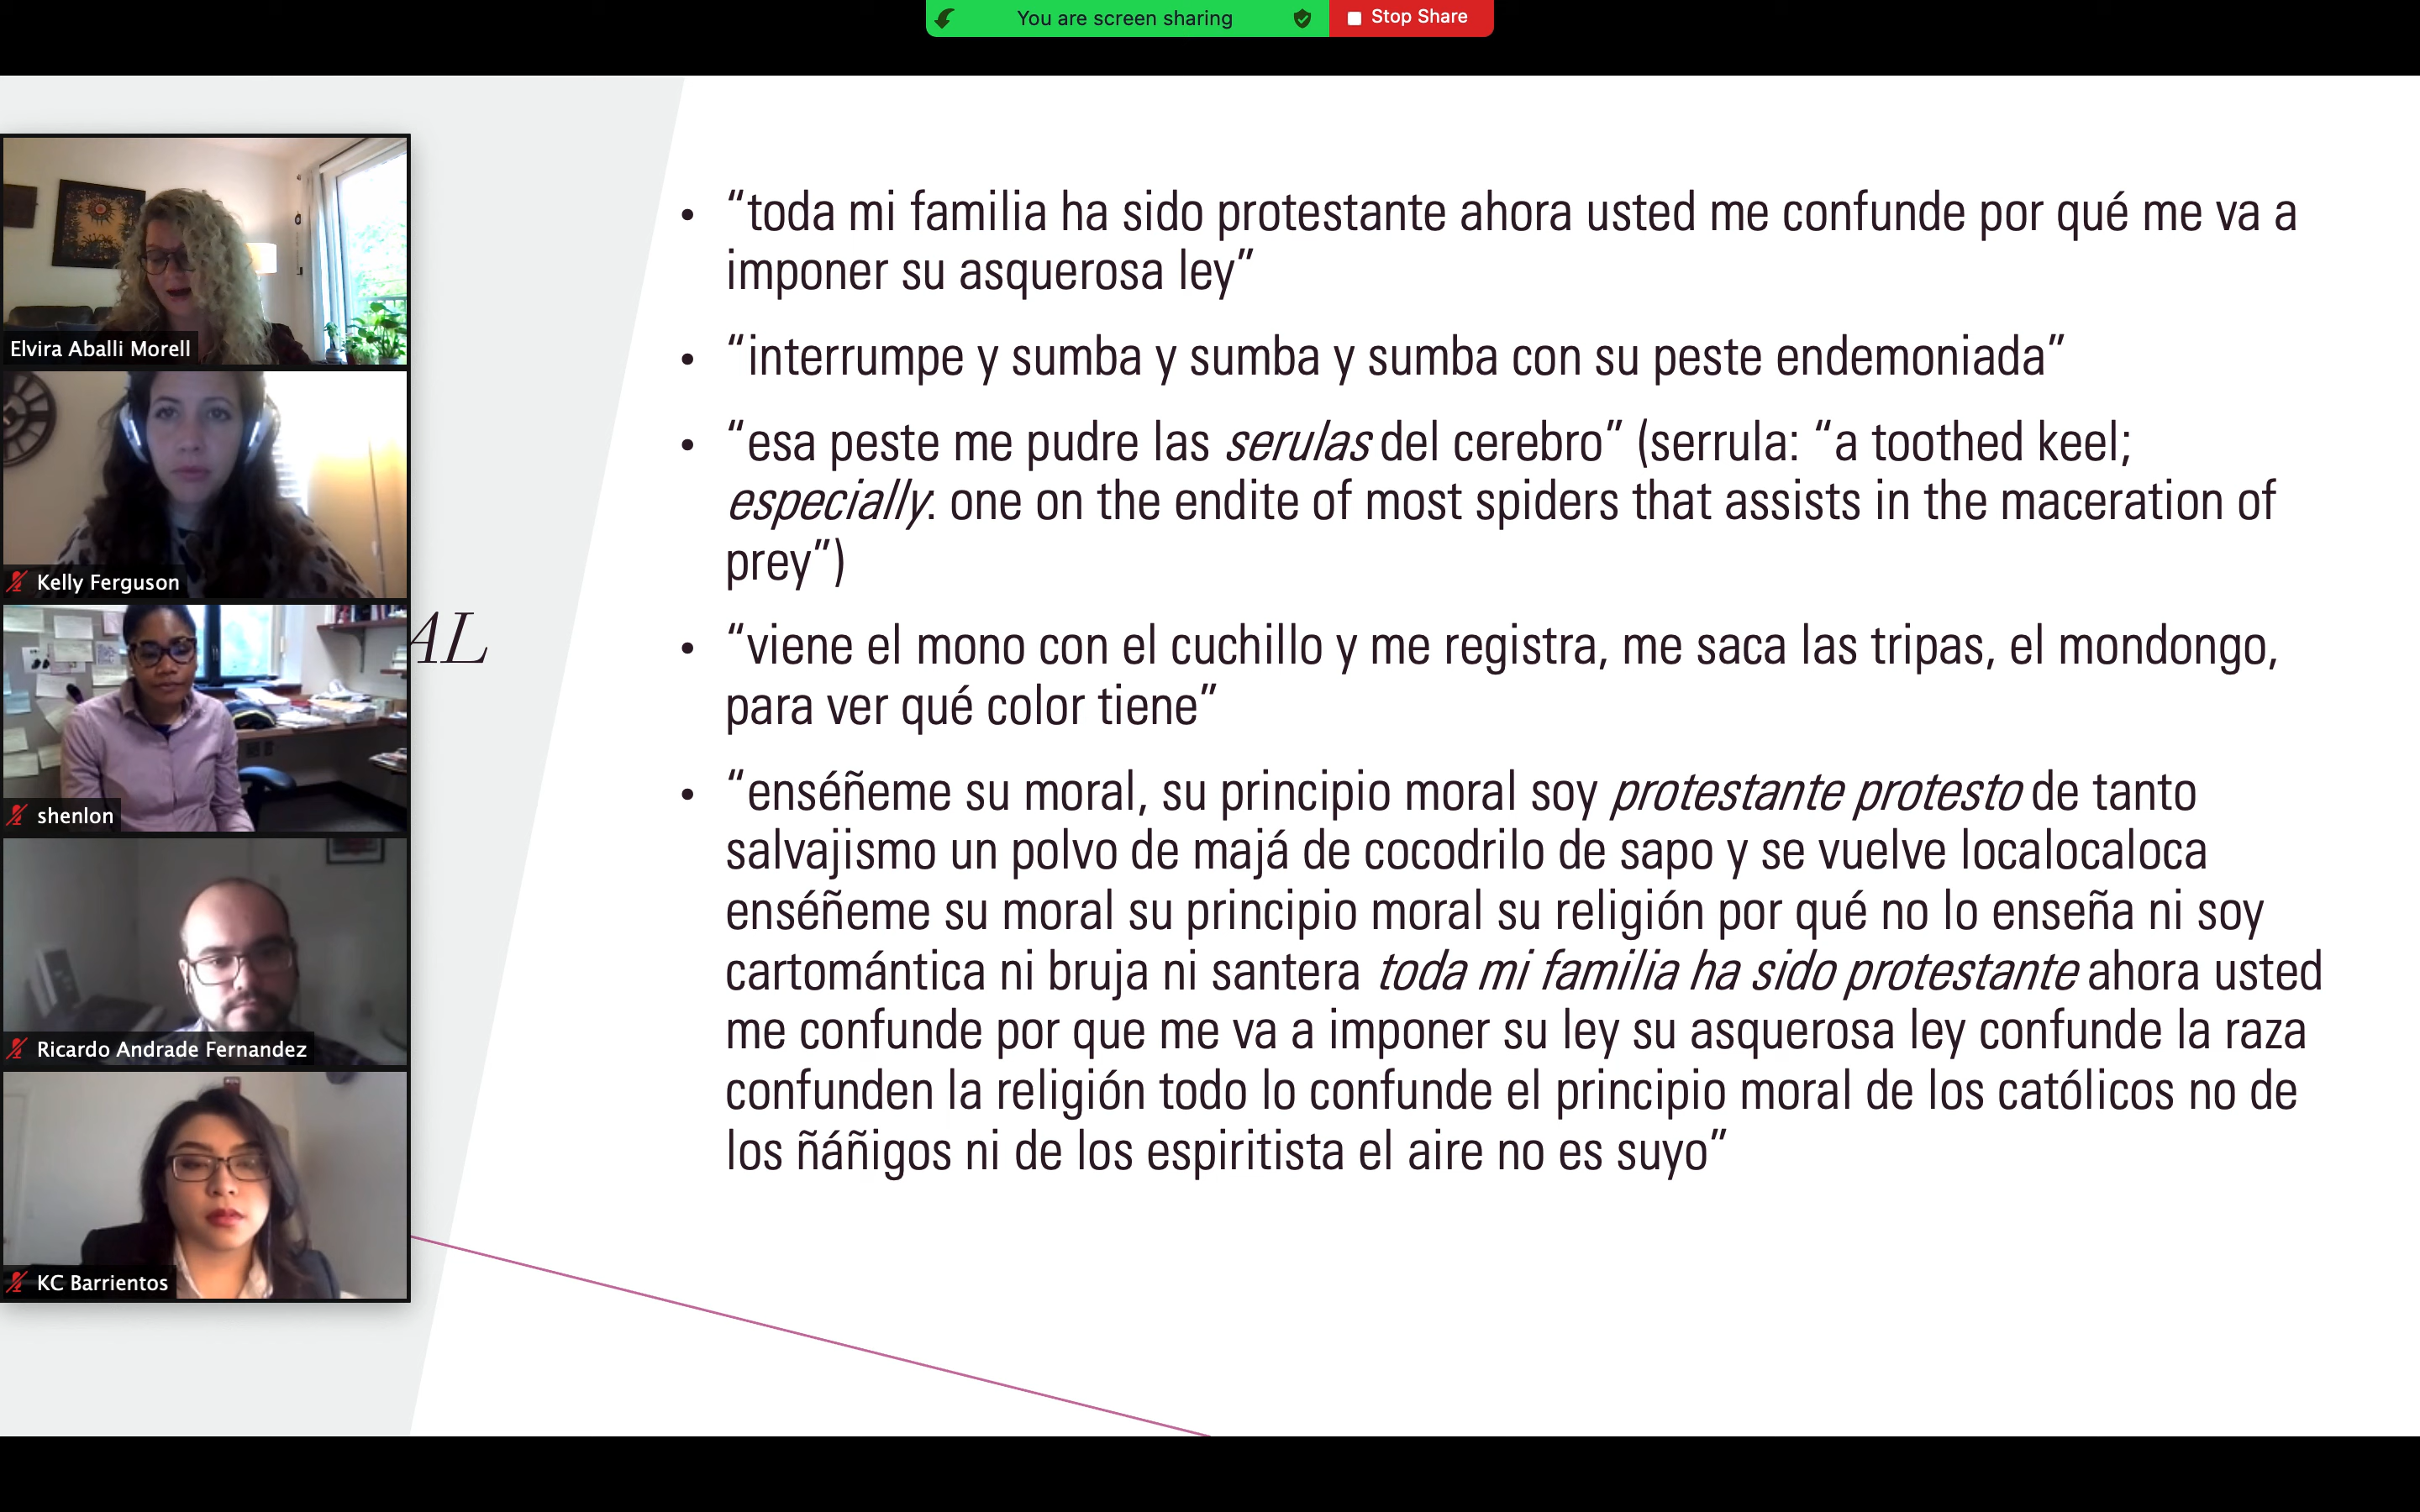 You are screen sharing
Stop Share
Elvira Aballi Morell
Kelly Ferguson
shenlon
Ricardo Andrade Fernandez
KC Barrientos
AL
“toda mi familia ha sido protestante ahora usted me confunde por qué me va a
imponer su asquerosa ley”
“interrumpe y sumba y sumba y sumba con su peste endemoniada”
“esa peste me pudre las serulas del cerebro” (serrula: “a toothed keel;
especially: one on the endite of most spiders that assists in the maceration of
prey”)
“viene el mono con el cuchillo y me registra, me saca las tripas, el mondongo,
para ver qué color tiene”
“enséñeme su moral, su principio moral soy protestante protesto de tanto
salvajismo un polvo de majá de cocodrilo de sapo y se vuelve localocaloca
enséñeme su moral su principio moral su religión por qué no lo enseña ni soy
cartomántica ni bruja ni santera toda mi familia ha sido protestante ahora usted
me confunde por que me va a imponer su ley su asquerosa ley confunde la raza
confunden la religión todo lo confunde el principio moral de los católicos no de
los ñáñigos ni de los espiritista el aire no es suyo”